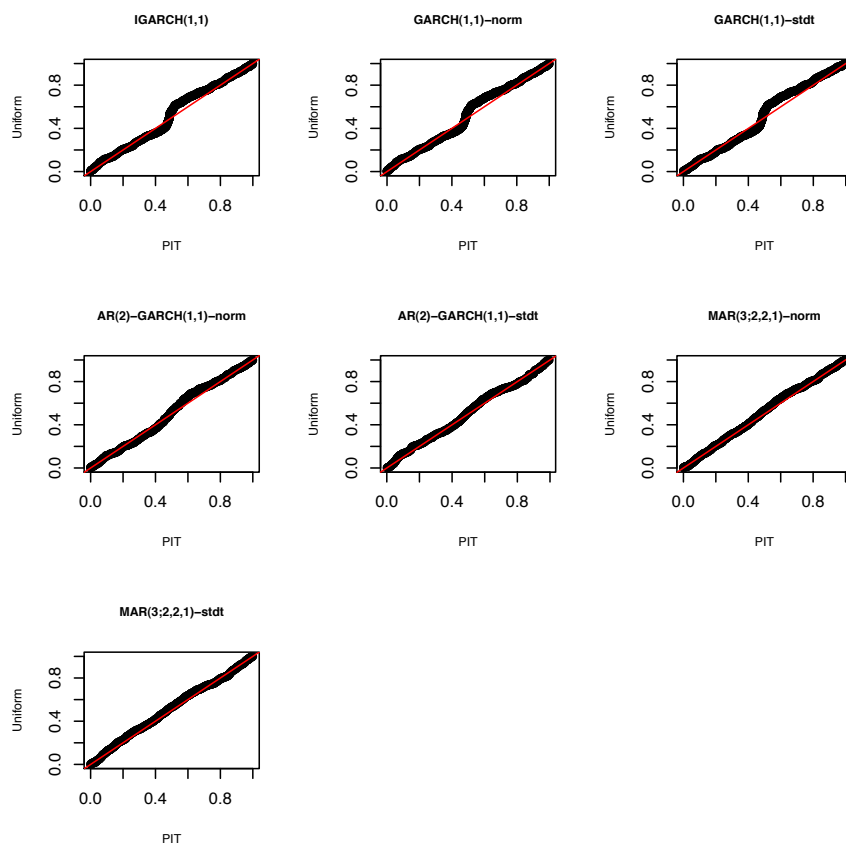 IGARCH(1,1)
Uniform
0.0 0.4 0.8
0.0 0.4 0.8
PIT
GARCH(1,1)−norm
Uniform
0.0 0.4 0.8
0.0 0.4 0.8
PIT
GARCH(1,1)−stdt
Uniform
0.0 0.4 0.8
0.0 0.4 0.8
PIT
AR(2)−GARCH(1,1)−norm
Uniform
0.0 0.4 0.8
0.0 0.4 0.8
PIT
AR(2)−GARCH(1,1)−stdt
Uniform
0.0 0.4 0.8
0.0 0.4 0.8
PIT
MAR(3;2,2,1)−norm
Uniform
0.0 0.4 0.8
0.0 0.4 0.8
PIT
MAR(3;2,2,1)−stdt
Uniform
0.0 0.4 0.8
0.0 0.4 0.8
PIT